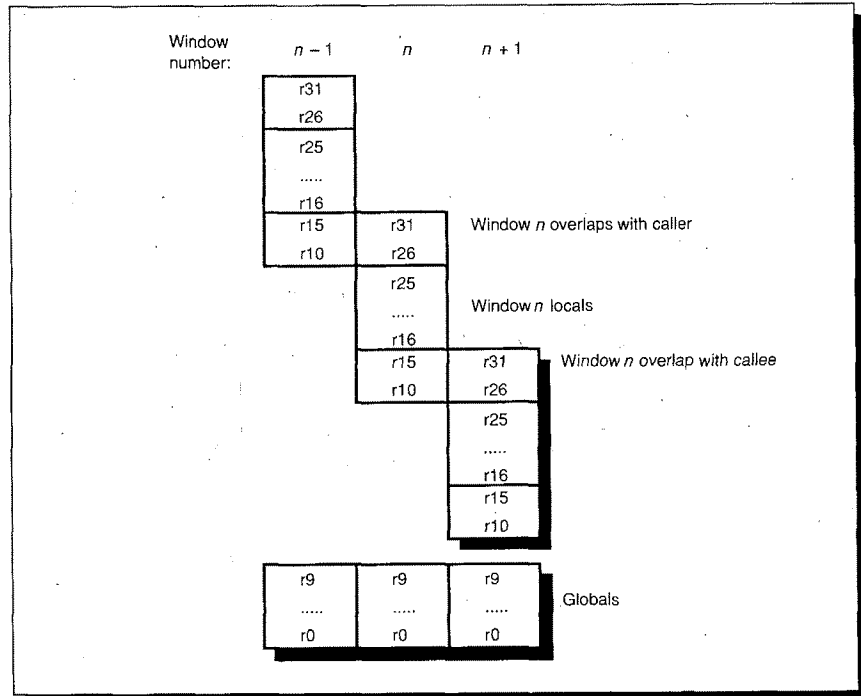 Window number: n – 1 n n + 1
r31
r26
r25
.....
r16
r15 r31 Window n overlaps with caller
r10 r26
r25
..... Window n locals
r16
r15 r31 Window n overlap with callee
r10 r26
r25
.....
r16
r15
r10
r9 r9 r9
..... ..... ..... Globals
r0 r0 r0